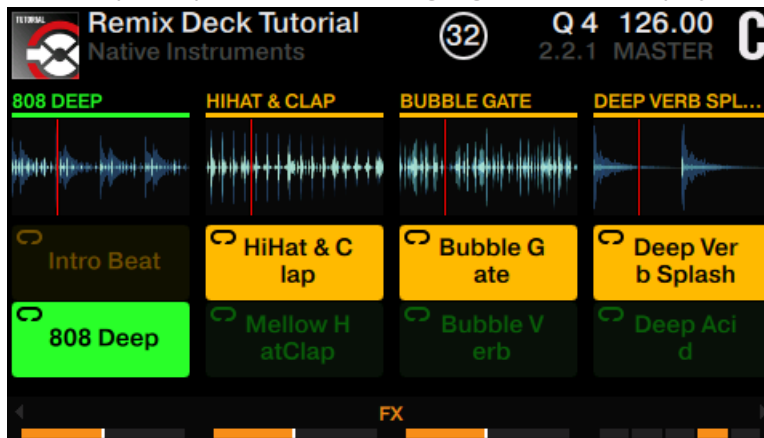 TUTORIAL
Remix Deck Tutorial
Native Instruments
32
Q 4 126.00
2.2.1 MASTER
C
808 DEEP
HIHAT & CLAP
BUBBLE GATE
DEEP VERB SPL...
Intro Beat
HiHat & C
lap
Bubble G
ate
Deep Ver
b Splash
808 Deep
Mellow H
atClap
Bubble V
erb
Deep Aci
d
FX